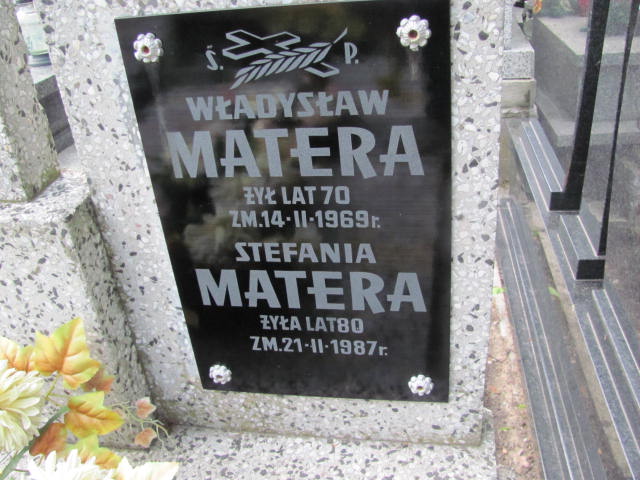 Ś. P.
WŁADYSŁAW
MATERA
ŻYŁ LAT 70
ZM.14-II-1969r.
STEFANIA
MATERA
ŻYŁA LAT80
ZM.21-II-1987r.